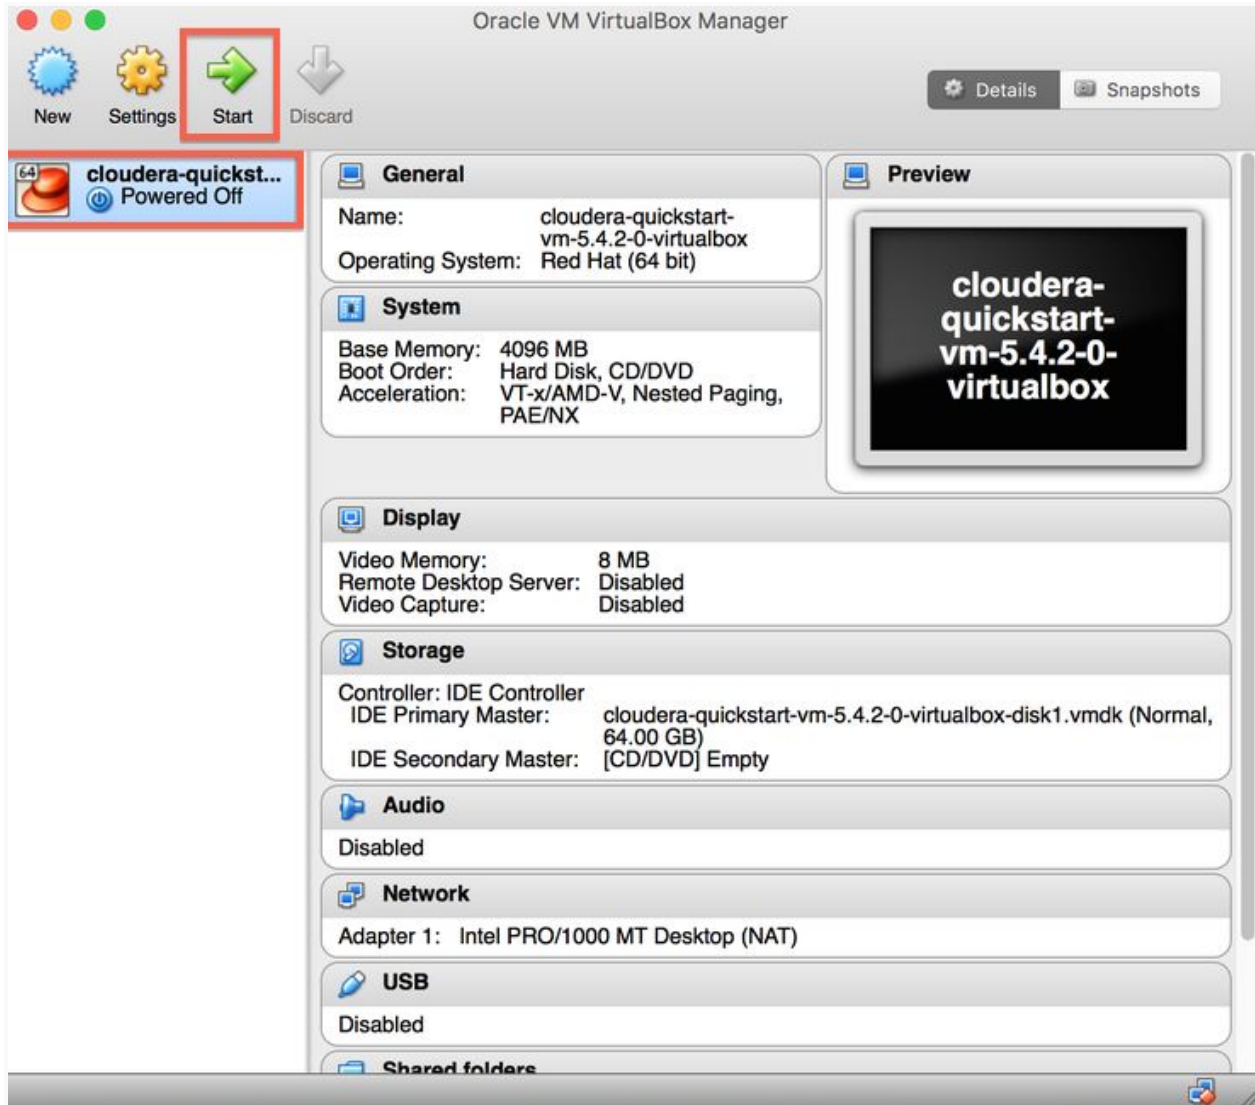 Oracle VM VirtualBox Manager
New Settings Start Discard
Details Snapshots
64
cloudera-quickst...
Powered Off
General
Name: cloudera-quickstart-
vm-5.4.2-0-virtualbox
Operating System: Red Hat (64 bit)
Preview
cloudera-
quickstart-
vm-5.4.2-0-
virtualbox
System
Base Memory: 4096 MB
Boot Order: Hard Disk, CD/DVD
Acceleration: VT-x/AMD-V, Nested Paging,
PAE/NX
Display
Video Memory: 8 MB
Remote Desktop Server: Disabled
Video Capture: Disabled
Storage
Controller: IDE Controller
IDE Primary Master: cloudera-quickstart-vm-5.4.2-0-virtualbox-disk1.vmdk (Normal,
64.00 GB)
IDE Secondary Master: [CD/DVD] Empty
Audio
Disabled
Network
Adapter 1: Intel PRO/1000 MT Desktop (NAT)
USB
Disabled
Shared folders